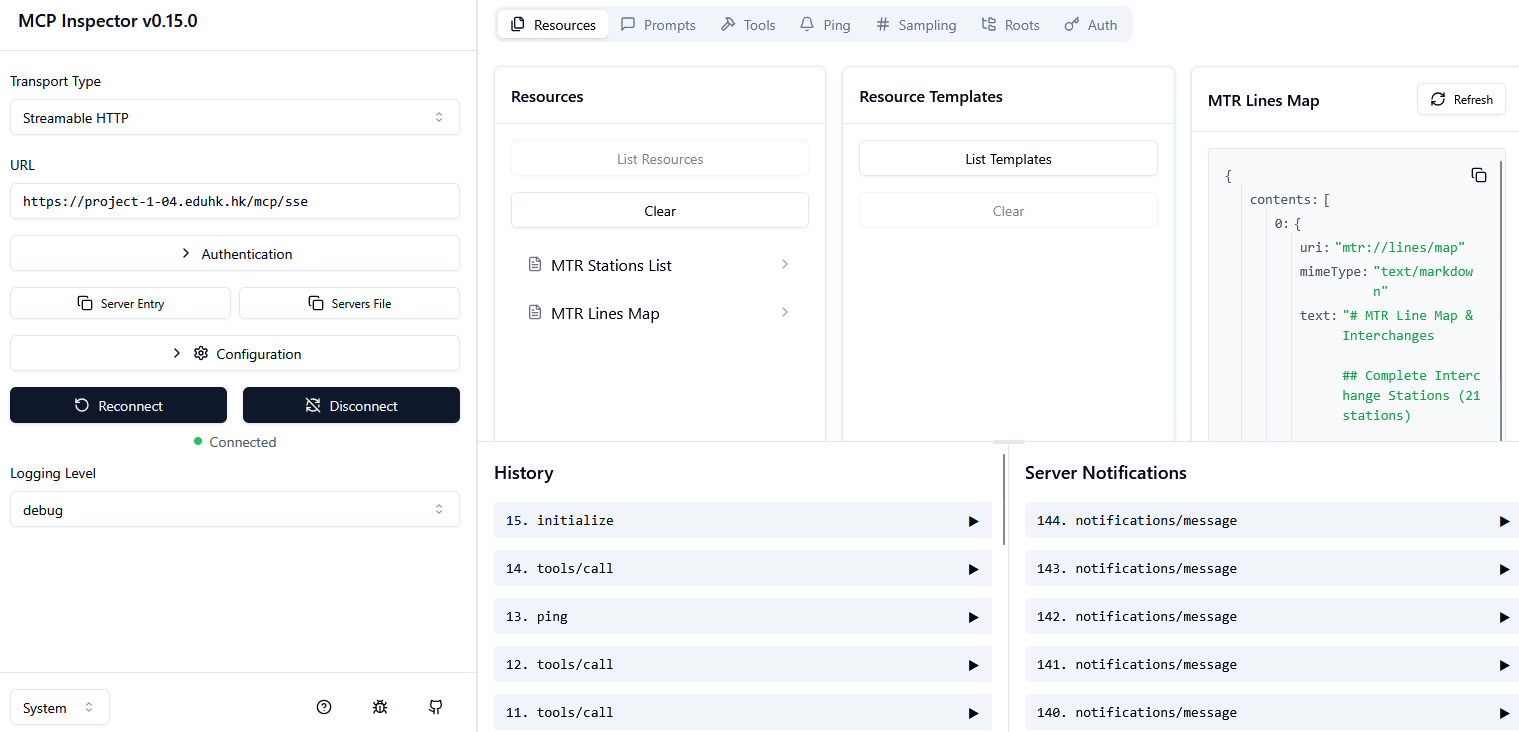 MCP Inspector v0.15.0
Transport Type
Streamable HTTP
URL
https://project-1-04.eduhk.hk/mcp/sse
Authentication
Server Entry
Servers File
Configuration
Reconnect
Disconnect
Connected
Logging Level
debug
System
Resources
Prompts
Tools
Ping
Sampling
Roots
Auth
Resources
List Resources
Clear
MTR Stations List
MTR Lines Map
Resource Templates
List Templates
Clear
MTR Lines Map
Refresh
{
contents: [
0: {
uri: "mtr://lines/map"
mimeType: "text/markdow
n"
text: "# MTR Line Map &
Interchanges
## Complete Interc
hange Stations (21
stations)
History
15. initialize
14. tools/call
13. ping
12. tools/call
11. tools/call
Server Notifications
144. notifications/message
143. notifications/message
142. notifications/message
141. notifications/message
140. notifications/message